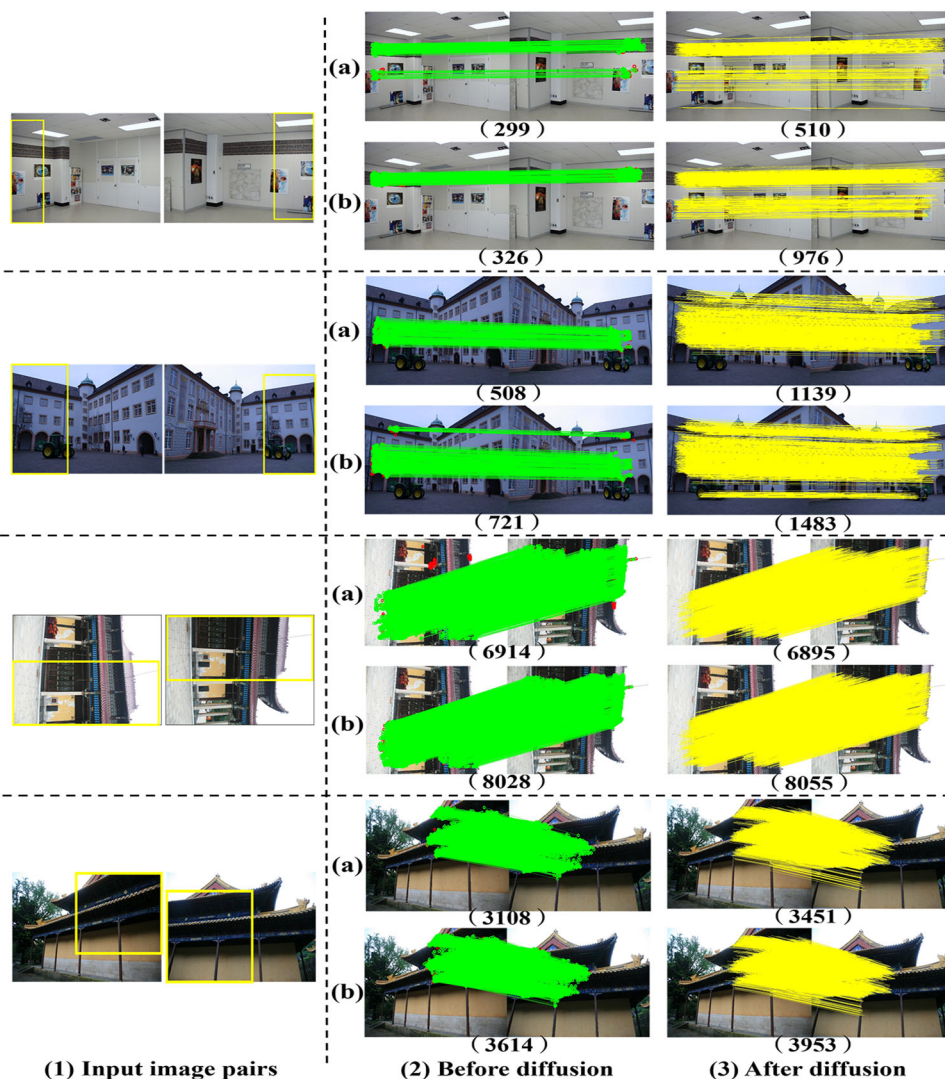 (a)
(299)
(510)
(b)
(326)
(976)
(a)
(508)
(1139)
(b)
(721)
(1483)
(a)
(6914)
(6895)
(b)
(8028)
(8055)
(a)
(3108)
(3451)
(b)
(3614)
(3953)
(1) Input image pairs
(2) Before diffusion
(3) After diffusion